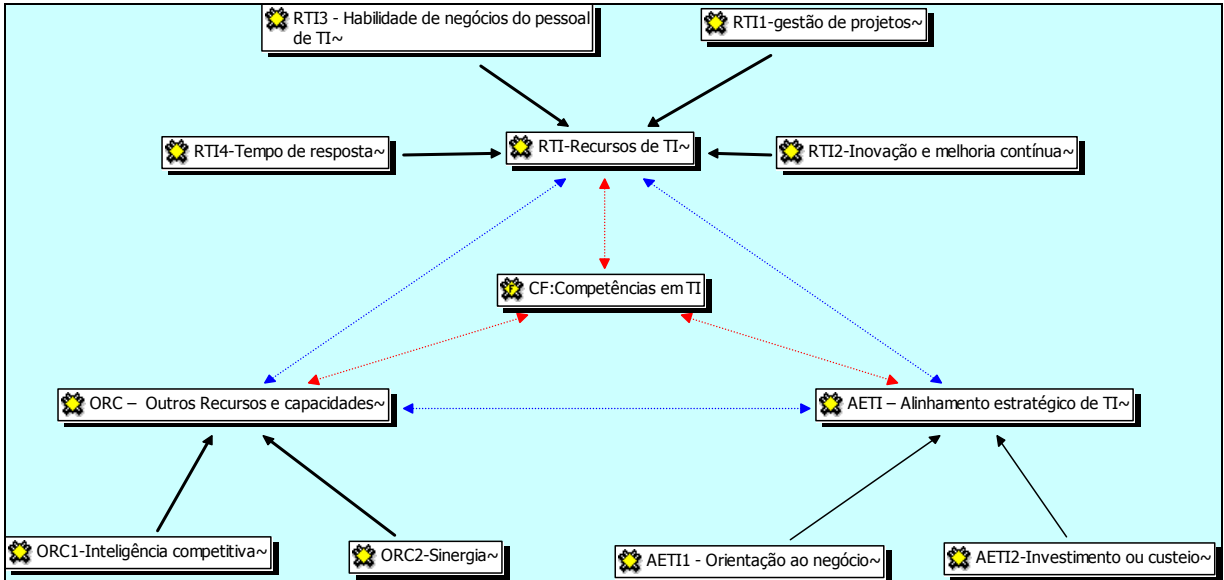 RTI3 - Habilidade de negócios do pessoal
de TI~
RTI1-gestão de projetos~
RTI4-Tempo de resposta~
RTI-Recursos de TI~
RTI2-Inovação e melhoria contínua~
F
CF:Competências em TI
ORC – Outros Recursos e capacidades~
AETI – Alinhamento estratégico de TI~
ORC1-Inteligência competitiva~
ORC2-Sinergia~
AETI1 - Orientação ao negócio~
AETI2-Investimento ou custeio~